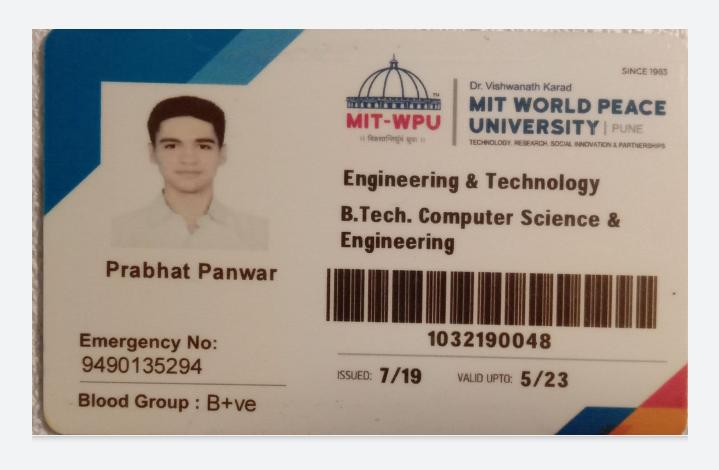 SINCE 1983
Dr. Vishwanath Karad
MIT WORLD PEACE
UNIVERSITY | PUNE
TECHNOLOGY, RESEARCH, SOCIAL INNOVATION & PARTNERSHIPS
TM
MIT-WPU
॥ विश्वशान्तिर्ध्रुवं ध्रुवा ॥
Engineering & Technology
B.Tech. Computer Science &
Engineering
Prabhat Panwar
1032190048
Emergency No:
9490135294
ISSUED: 7/19 VALID UPTO: 5/23
Blood Group : B+ve